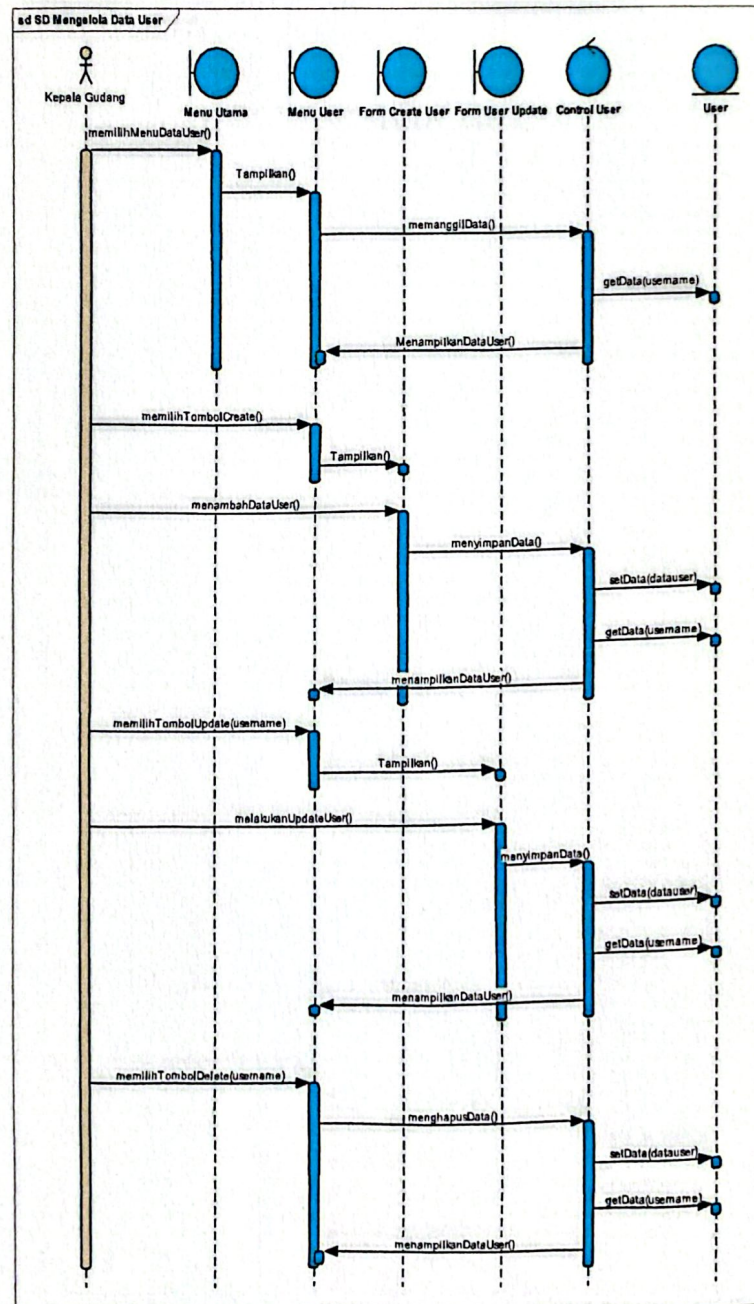 sd SD Mengelola Data User
Kepala Gudang
Menu Utama
Menu User
Form Create User
Form User Update
Control User
User
memilihMenuDataUser()
Tampilkan()
memanggilData()
getData(username)
MenampilkanDataUser()
memilihTombolCreate()
Tampilkan()
menambahDataUser()
menyimpanData()
setData(datauser)
getData(username)
menampilkanDataUser()
memilihTombolUpdate(username)
Tampilkan()
melakukanUpdateUser()
menyimpanData()
setData(datauser)
getData(username)
menampilkanDataUser()
memilihTombolDelete(username)
menghapusData()
setData(datauser)
getData(username)
menampilkanDataUser()